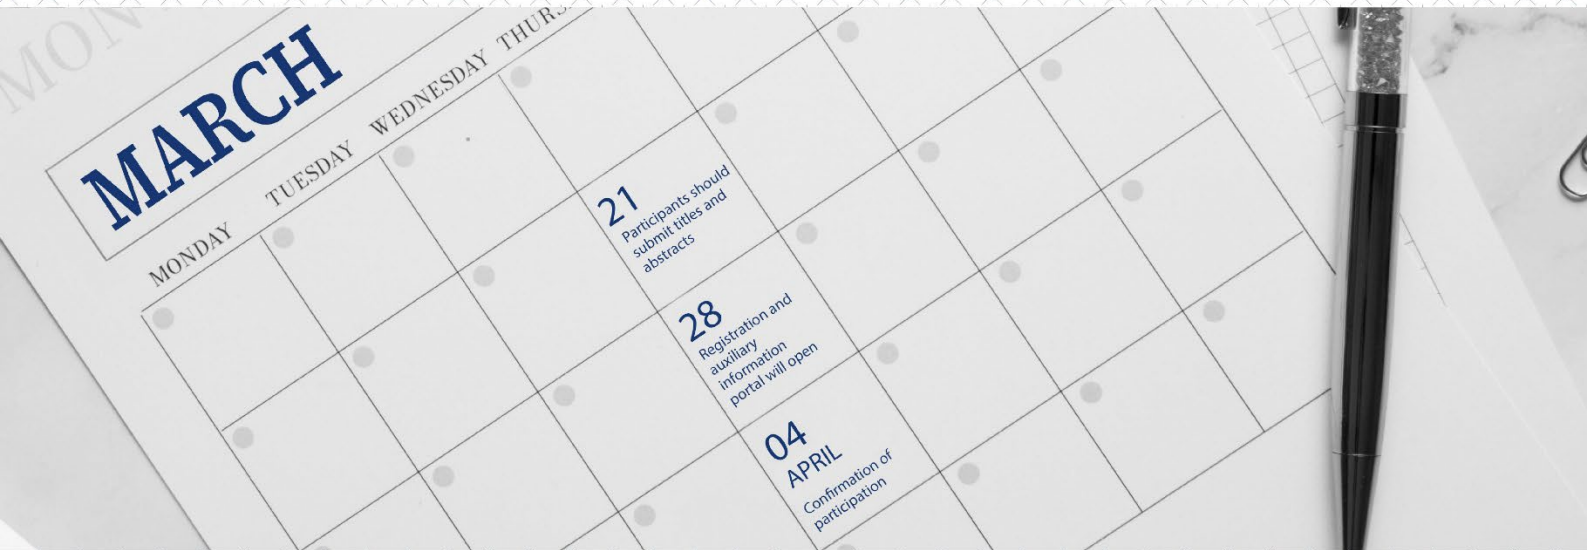 MON
MARCH
MONDAY TUESDAY WEDNESDAY THURS
21
Participants should
submit titles and
abstracts
28
Registration and
auxiliary
information
portal will open
04
APRIL
Confirmation of
participation